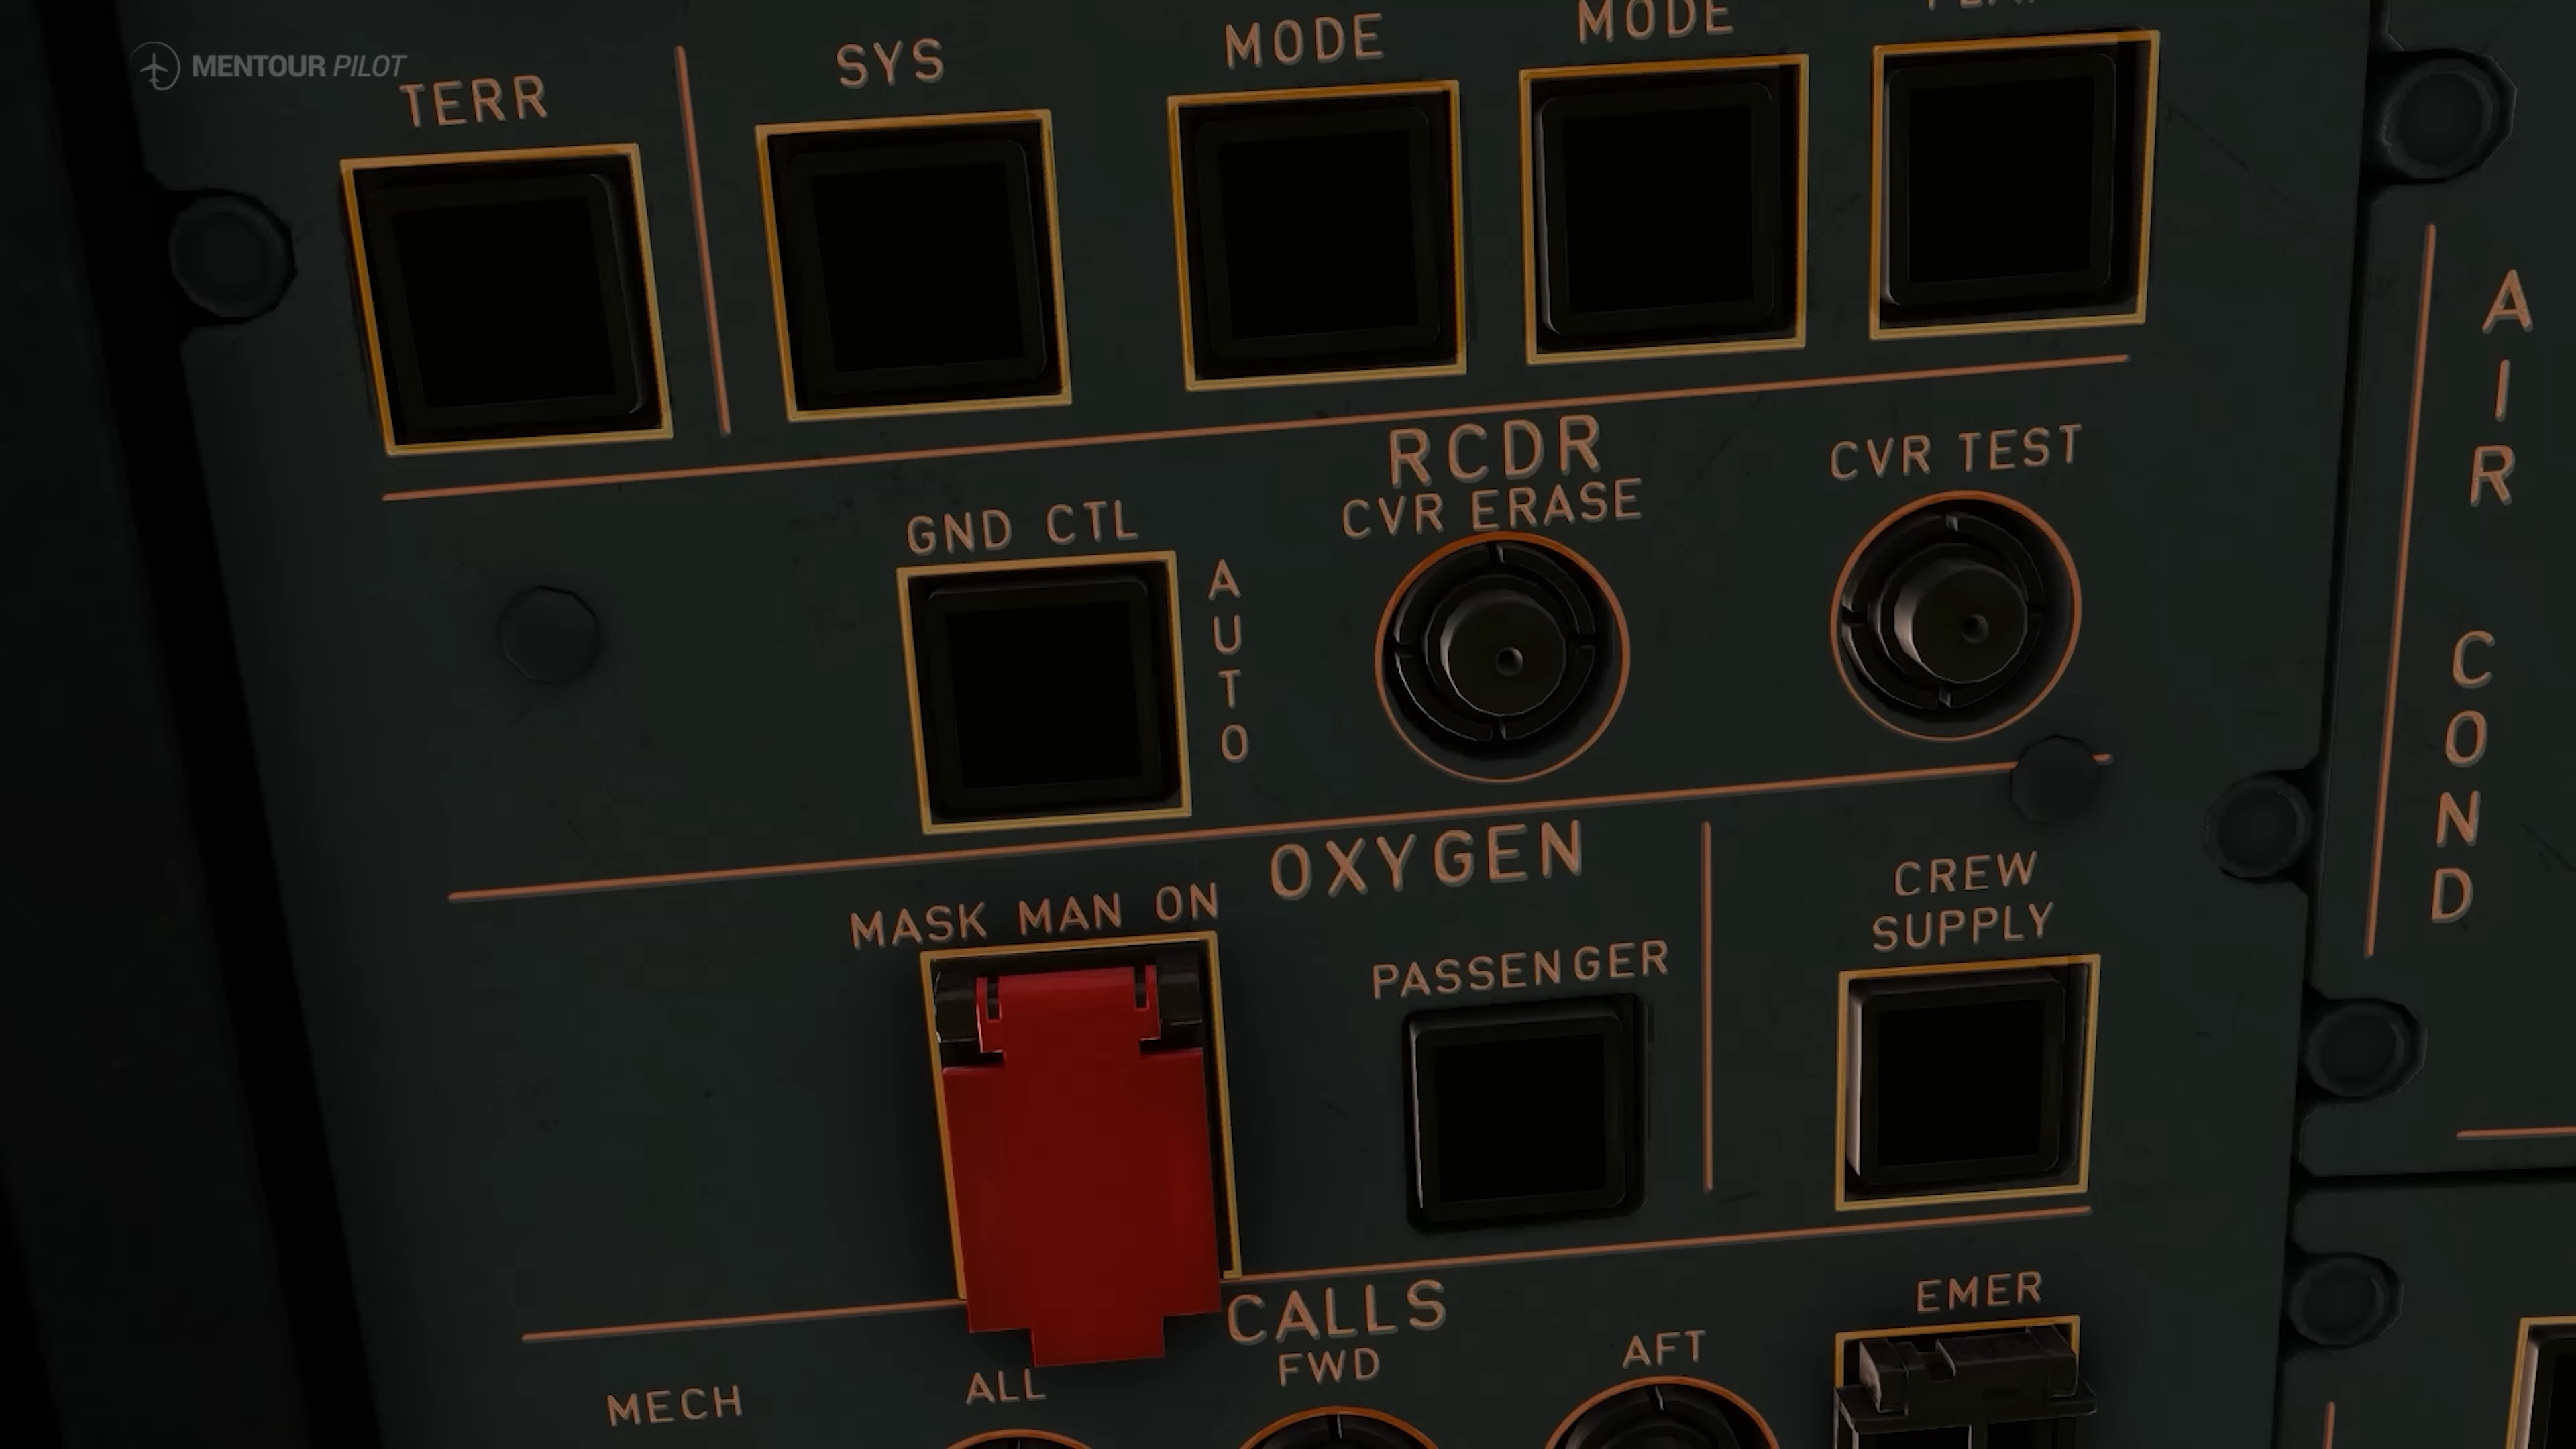 MENTOUR PILOT
TERR
SYS
MODE
MODE
RCDR
GND CTL
CVR ERASE
CVR TEST
AUTO
OXYGEN
MASK MAN ON
PASSENGER
CREW
SUPPLY
CALLS
MECH
ALL
FWD
AFT
EMER
AIR COND